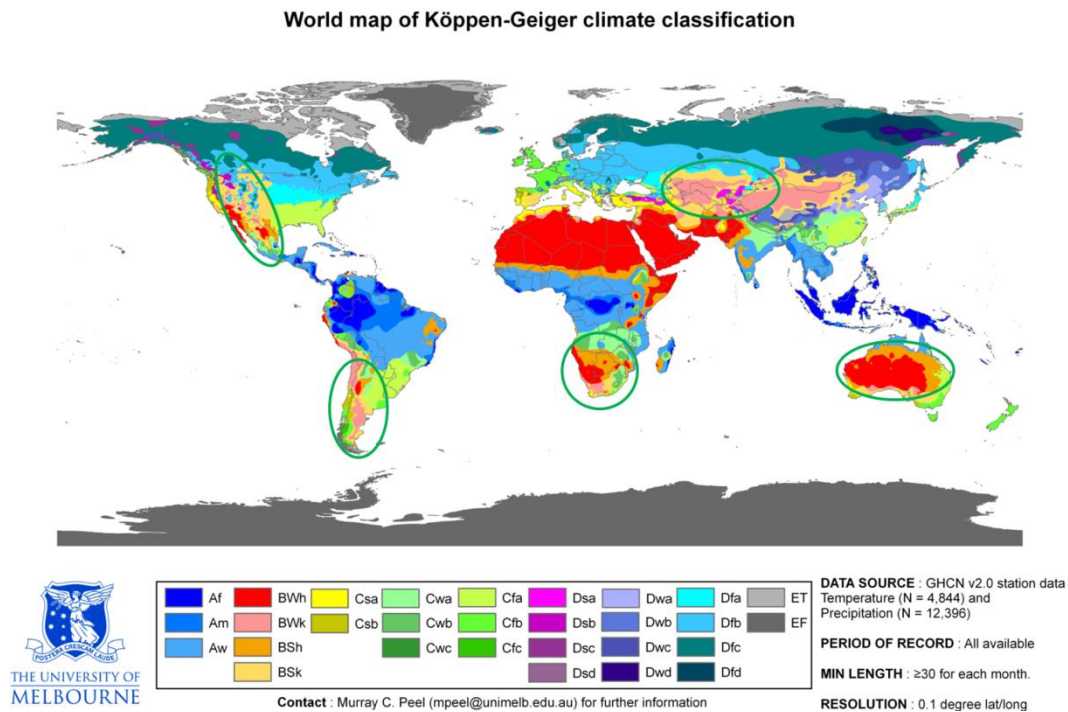 World map of Köppen-Geiger climate classification
THE UNIVERSITY OF
MELBOURNE
POSTERA CRESCAM LAUDE
Af BWh Csa Cwa Cfa Dsa Dwa Dfa ET
Am BWk Csb Cwb Cfb Dsb Dwb Dfb EF
Aw BSh Cwc Cfc Dsc Dwc Dfc
BSk Dsd Dwd Dfd
Contact : Murray C. Peel (mpeel@unimelb.edu.au) for further information
DATA SOURCE : GHCN v2.0 station data
Temperature (N = 4,844) and
Precipitation (N = 12,396)
PERIOD OF RECORD : All available
MIN LENGTH : ≥30 for each month.
RESOLUTION : 0.1 degree lat/long